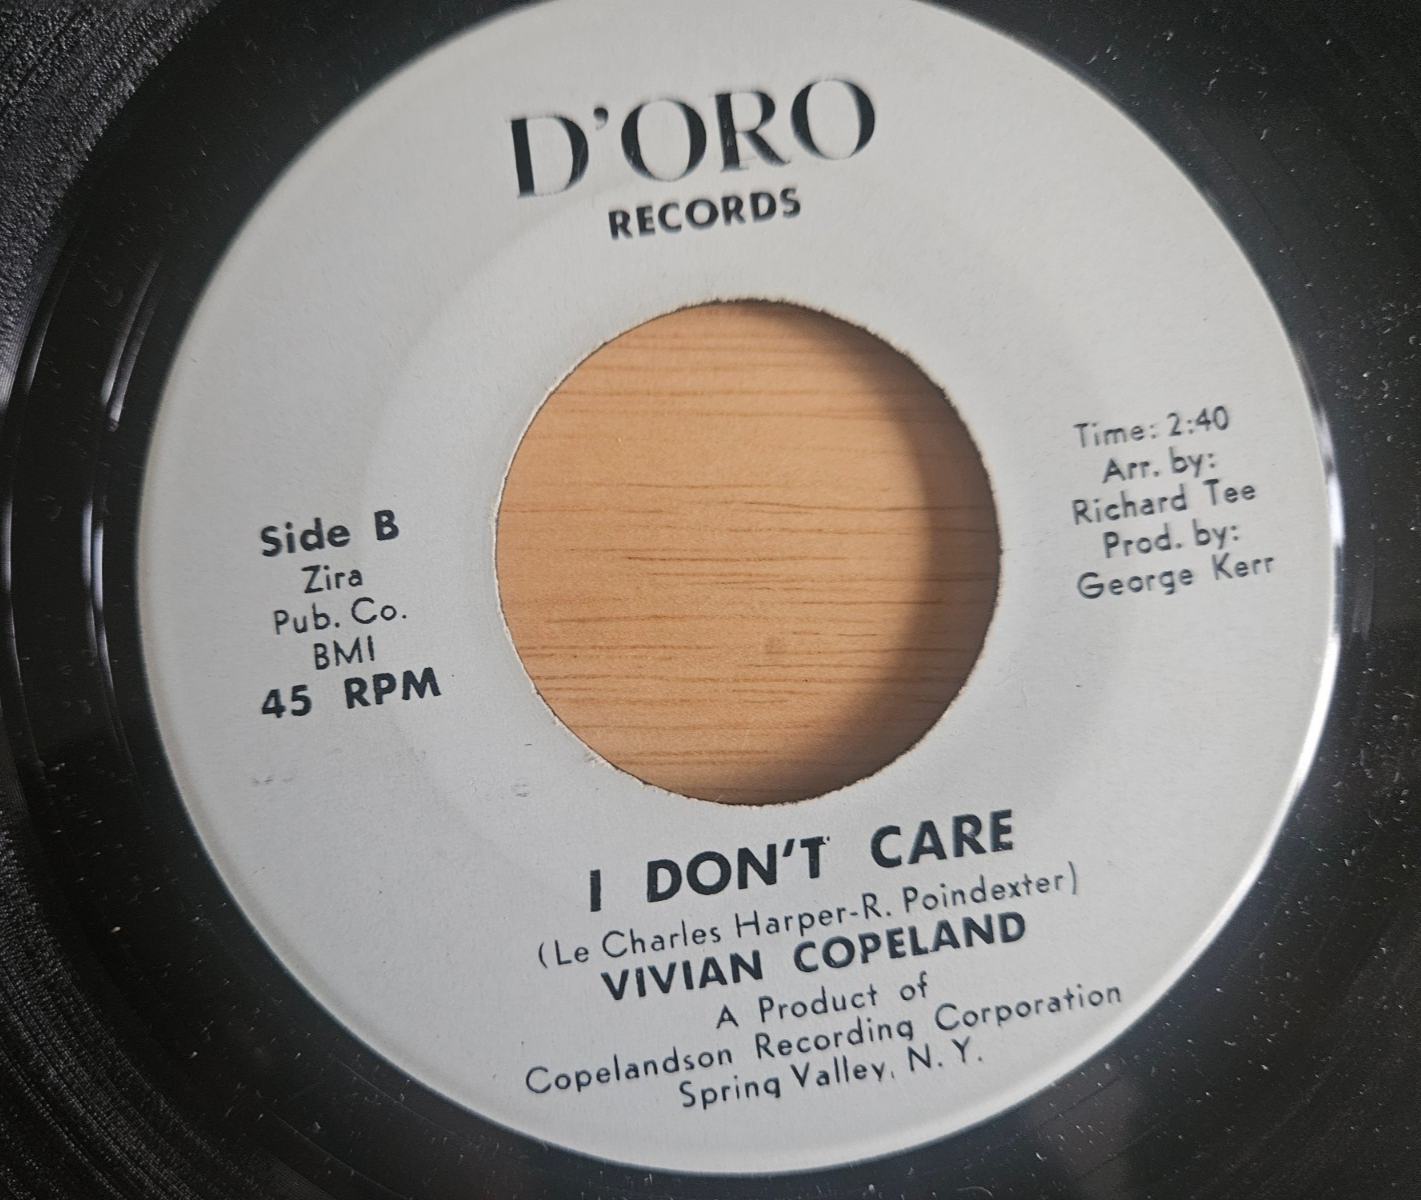 D'ORO
RECORDS
Side B
Zira
Pub. Co.
BMI
45 RPM
Time: 2:40
Arr. by:
Richard Tee
Prod. by:
George Kerr
I DON'T CARE
(Le Charles Harper-R. Poindexter)
VIVIAN COPELAND
A Product of
Copelandson Recording Corporation
Spring Valley, N. Y.